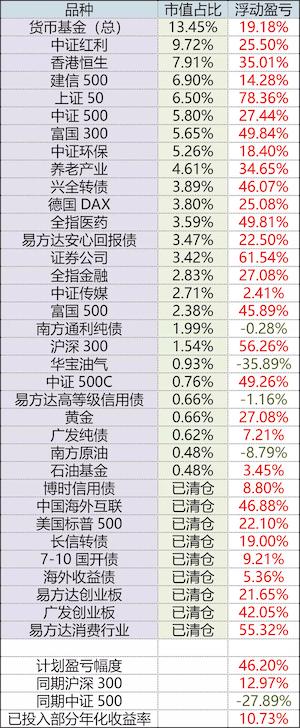 品种 市值占比 浮动盈亏
货币基金（总） 13.45% 19.18%
中证红利 9.72% 25.50%
香港恒生 7.91% 35.01%
建信 500 6.90% 14.28%
上证 50 6.50% 78.36%
中证 500 5.80% 27.44%
富国 300 5.65% 49.84%
中证环保 5.26% 18.40%
养老产业 4.61% 34.65%
兴全转债 3.89% 46.07%
德国 DAX 3.80% 25.08%
全指医药 3.59% 49.81%
易方达安心回报债 3.47% 22.50%
证券公司 3.42% 61.54%
全指金融 2.83% 27.08%
中证传媒 2.71% 2.41%
富国 500 2.38% 45.89%
南方通利纯债 1.99% -0.28%
沪深 300 1.54% 56.26%
华宝油气 0.93% -35.89%
中证 500C 0.76% 49.26%
易方达高等级信用债 0.66% -1.16%
黄金 0.66% 27.08%
广发纯债 0.62% 7.21%
南方原油 0.48% -8.79%
石油基金 0.48% 3.45%
博时信用债 已清仓 8.80%
中国海外互联 已清仓 46.88%
美国标普 500 已清仓 22.10%
长信转债 已清仓 19.00%
7-10 国开债 已清仓 9.21%
海外收益债 已清仓 5.36%
易方达创业板 已清仓 21.65%
广发创业板 已清仓 42.05%
易方达消费行业 已清仓 55.32%
计划盈亏幅度 46.20%
同期沪深 300 12.97%
同期中证 500 -27.89%
已投入部分年化收益率 10.73%